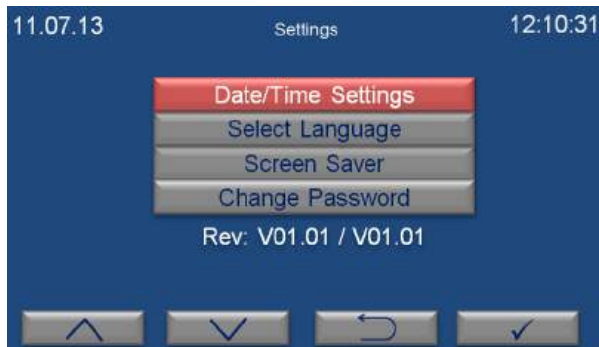 11.07.13 Settings 12:10:31
Date/Time Settings
Select Language
Screen Saver
Change Password
Rev: V01.01 / V01.01